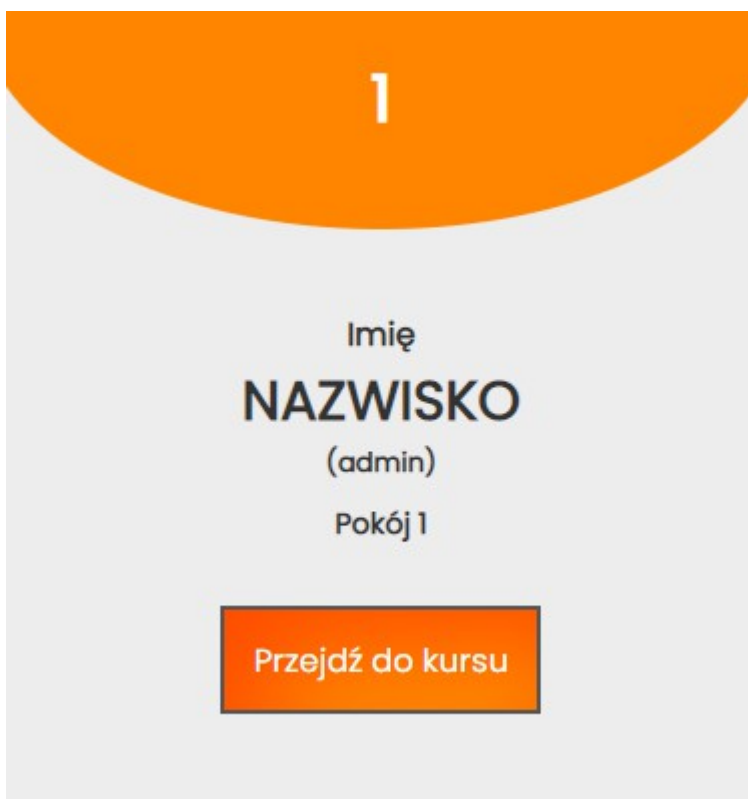 1
Imię
NAZWISKO
(admin)
Pokój 1
Przejdź do kursu